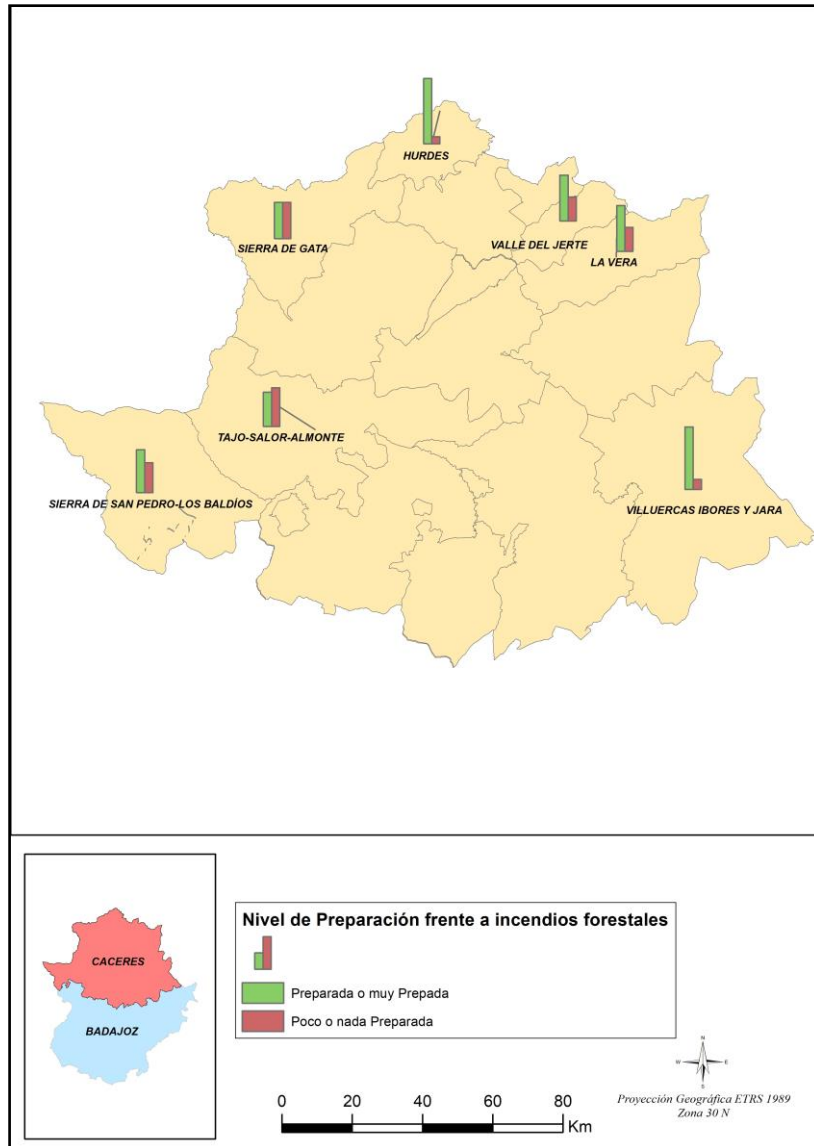 HURDES
SIERRA DE GATA
VALLE DEL JERTE
LA VERA
TAJO-SALOR-ALMONTE
SIERRA DE SAN PEDRO-LOS BALDÍOS
VILLUERCAS IBORES Y JARA
CACERES
BADAJOZ
Nivel de Preparación frente a incendios forestales
Preparada o muy Prepada
Poco o nada Preparada
N
W E
S
0 20 40 60 80
Km
Proyección Geográfica ETRS 1989
Zona 30 N